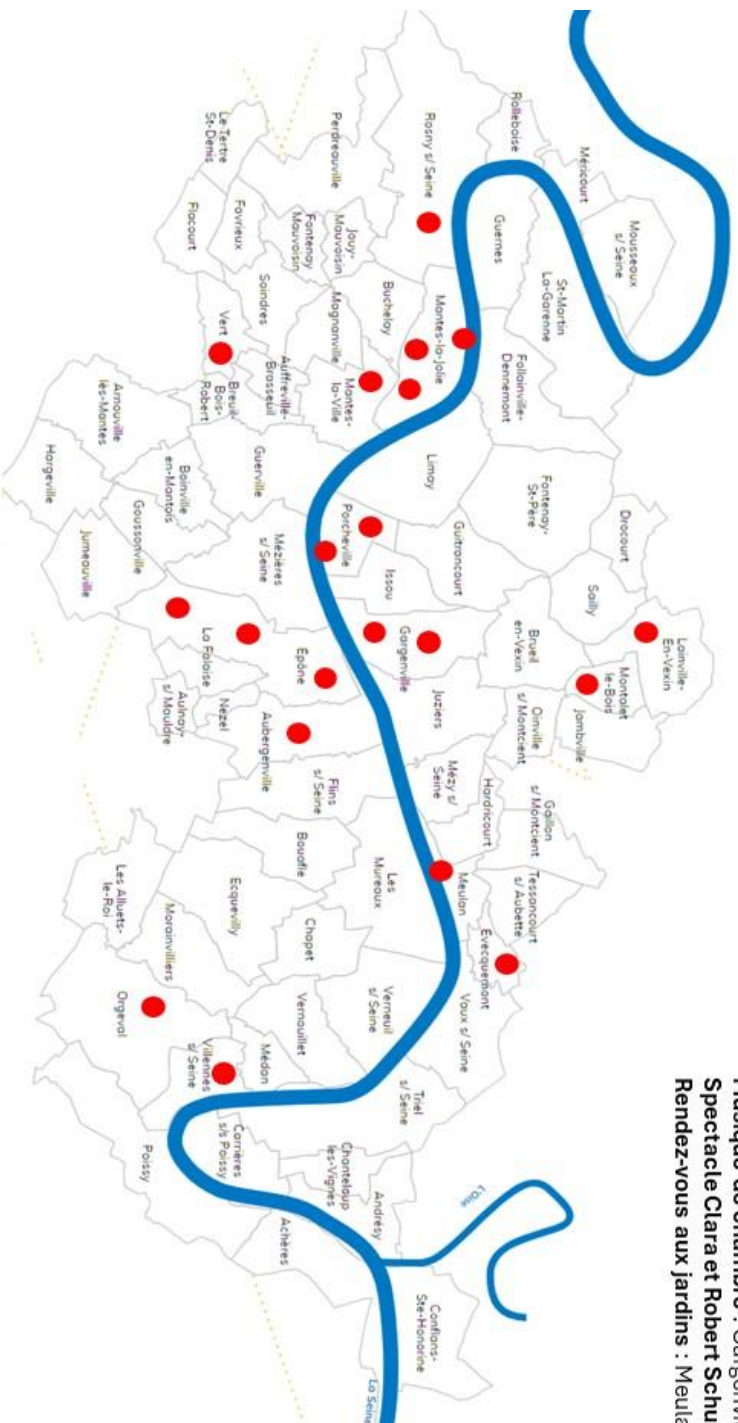 Musique de chambre :
Spectacle Clara et Robert Schu
Rendez-vous aux jardins : Meula
Mousseaux
s/ Seine
Méricourt
Rolleboise
St-Martin
La-Garenne
Guernes
Rosny s/ Seine
Perdreauville
Le-Tertre
St-Denis
Flacourt
Favrieux
Fontenay
Mauvoisin
Jouy-
Mauvoisin
Buchelay
Magnanville
Soindres
Vert
Mantes-la-Jolie
Mantes-
la-Ville
Auffreville-
Brasseuil
Breuil-
Bois-
Robert
Follainville-
Dennemont
Limay
Fontenay-
St-Père
Drocourt
Sailly
Lainville-
En-Vexin
Montalet
le-Bois
Jambville
Brueil
en-Vexin
Oinville
s/ Montcient
Guitrancourt
Issou
Porcheville
Gargenville
Juziers
Guerville
Mézières
s/ Seine
Boinville
en-Mantois
Goussonville
Arnouville
lès-Mantes
Hargeville
Jumeauville
La Falaise
Épône
Nézel
Aulnay-
s/ Mauldre
Aubergenville
Flins
s/ Seine
Mézy s/
Seine
Hardricourt
Gaillon
s/ Montcient
Tessancourt
s/ Aubette
Meulan
Evecquemont
Vaux s/ Seine
Les
Mureaux
Bouafle
Ecquevilly
Chapet
Les Alluets-
le-Roi
Morainvilliers
Orgeval
Verneuil
s/ Seine
Vernouillet
Médan
Villennes
s/ Seine
Triel
s/ Seine
Chanteloup
les-Vignes
Carrières
s/s Poissy
Poissy
Andrésy
Achères
L'Oise
Conflans-
Ste-Honorine
La Seine